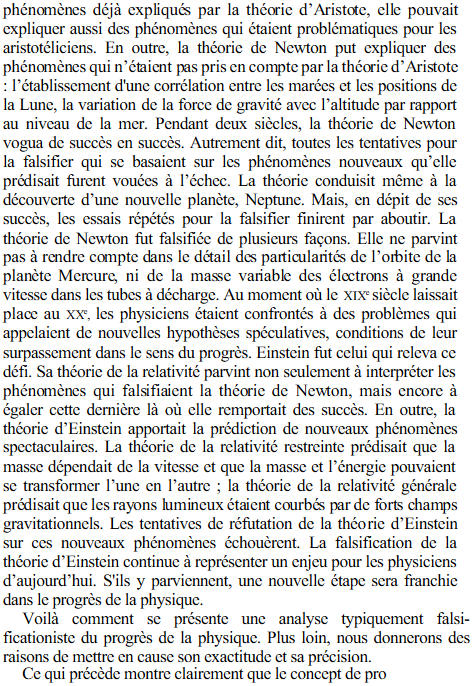 phénomènes déjà expliqués par la théorie d'Aristote, elle pouvait
expliquer aussi des phénomènes qui étaient problématiques pour les
aristotéliciens. En outre, la théorie de Newton put expliquer des
phénomènes qui n'étaient pas pris en compte par la théorie d'Aristote
: l'établissement d'une corrélation entre les marées et les positions de
la Lune, la variation de la force de gravité avec l'altitude par rapport
au niveau de la mer. Pendant deux siècles, la théorie de Newton
vogua de succès en succès. Autrement dit, toutes les tentatives pour
la falsifier qui se basaient sur les phénomènes nouveaux qu'elle
prédisait furent vouées à l'échec. La théorie conduisit même à la
découverte d'une nouvelle planète, Neptune. Mais, en dépit de ses
succès, les essais répétés pour la falsifier finirent par aboutir. La
théorie de Newton fut falsifiée de plusieurs façons. Elle ne parvint
pas à rendre compte dans le détail des particularités de l'orbite de la
planète Mercure, ni de la masse variable des électrons à grande
vitesse dans les tubes à décharge. Au moment où le XIXe siècle laissait
place au XXe, les physiciens étaient confrontés à des problèmes qui
appelaient de nouvelles hypothèses spéculatives, conditions de leur
surpassement dans le sens du progrès. Einstein fut celui qui releva ce
défi. Sa théorie de la relativité parvint non seulement à interpréter les
phénomènes qui falsifiaient la théorie de Newton, mais encore à
égaler cette dernière là où elle remportait des succès. En outre, la
théorie d'Einstein apportait la prédiction de nouveaux phénomènes
spectaculaires. La théorie de la relativité restreinte prédisait que la
masse dépendait de la vitesse et que la masse et l'énergie pouvaient
se transformer l'une en l'autre ; la théorie de la relativité générale
prédisait que les rayons lumineux étaient courbés par de forts champs
gravitationnels. Les tentatives de réfutation de la théorie d'Einstein
sur ces nouveaux phénomènes échouèrent. La falsification de la
théorie d'Einstein continue à représenter un enjeu pour les physiciens
d'aujourd'hui. S'ils y parviennent, une nouvelle étape sera franchie
dans le progrès de la physique.
Voilà comment se présente une analyse typiquement falsi-
ficationniste du progrès de la physique. Plus loin, nous donnerons des
raisons de mettre en cause son exactitude et sa précision.
Ce qui précède montre clairement que le concept de pro